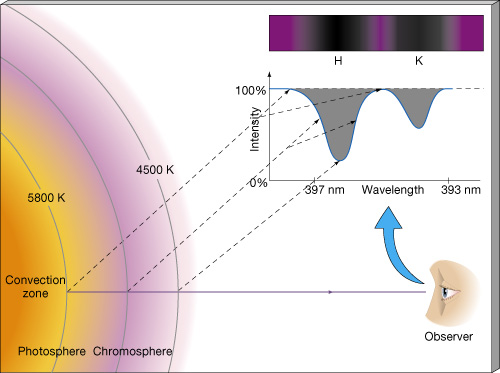 H K
100%
Intensity
0%
397 nm Wavelength 393 nm
4500 K
5800 K
Convection
zone
Photosphere Chromosphere
Observer